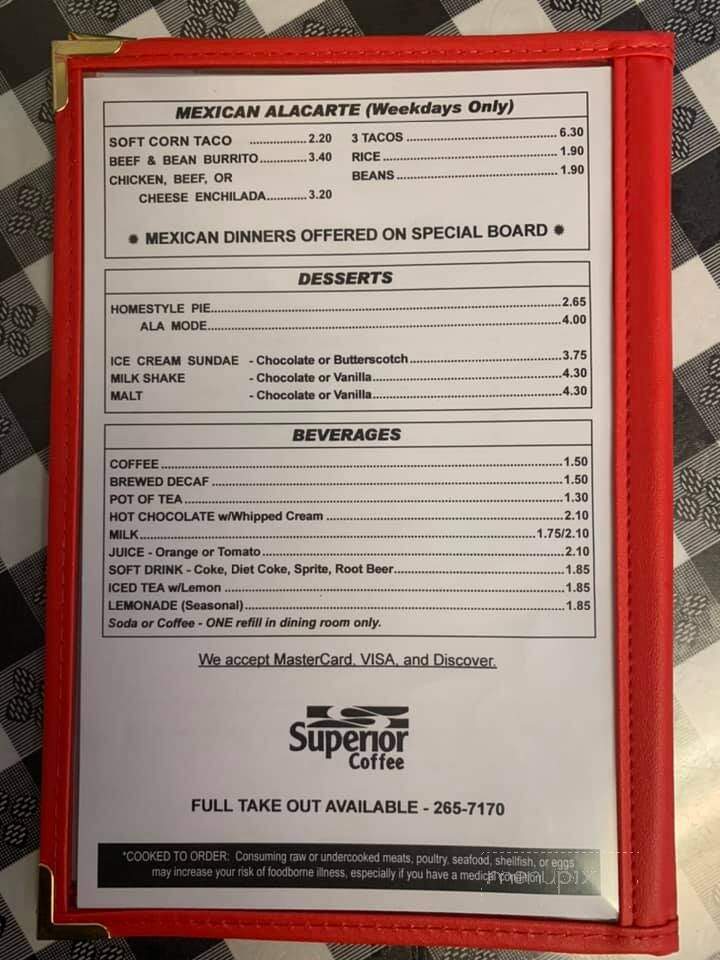 MEXICAN ALACARTE (Weekdays Only)
SOFT CORN TACO ................. 2.20
BEEF & BEAN BURRITO.............. 3.40
CHICKEN, BEEF, OR
CHEESE ENCHILADA............ 3.20
3 TACOS ............................................. 6.30
RICE.................................................... 1.90
BEANS................................................ 1.90
✹ MEXICAN DINNERS OFFERED ON SPECIAL BOARD ✹
DESSERTS
HOMESTYLE PIE..........................................................2.65
ALA MODE..........................................................4.00
ICE CREAM SUNDAE - Chocolate or Butterscotch............................................3.75
MILK SHAKE - Chocolate or Vanilla......................................................4.30
MALT - Chocolate or Vanilla......................................................4.30
BEVERAGES
COFFEE..........................................................1.50
BREWED DECAF..........................................................1.50
POT OF TEA..........................................................1.30
HOT CHOCOLATE w/Whipped Cream ..........................................................2.10
MILK..........................................................1.75/2.10
JUICE - Orange or Tomato..........................................................2.10
SOFT DRINK - Coke, Diet Coke, Sprite, Root Beer.................................................1.85
ICED TEA w/Lemon ..........................................................1.85
LEMONADE (Seasonal)..........................................................1.85
Soda or Coffee - ONE refill in dining room only.
We accept MasterCard, VISA, and Discover.
Superior
Coffee
FULL TAKE OUT AVAILABLE - 265-7170
*COOKED TO ORDER: Consuming raw or undercooked meats, poultry, seafood, shellfish, or eggs
may increase your risk of foodborne illness, especially if you have a medical condition.
menupix